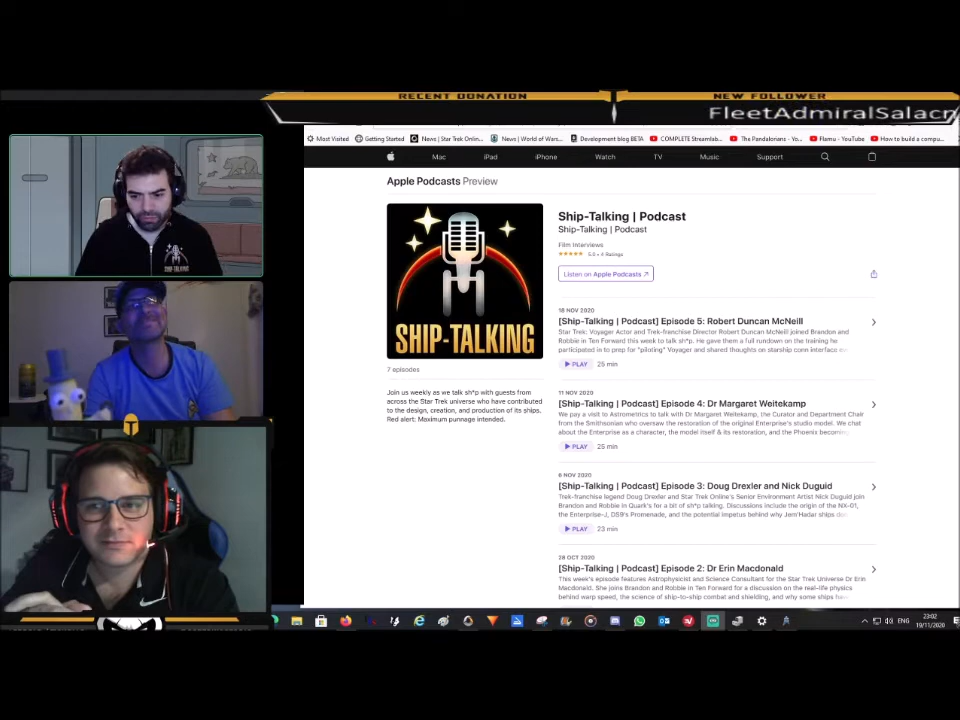 RECENT DONATION
NEW FOLLOWER
FleetAdmiralSalacr
Most Visited
Getting Started
News | Star Trek Onlin...
News | World of Wars...
Development blog BETA
COMPLETE Streamlab...
The Pandalorians - Yo...
Flamu - YouTube
How to build a compu...
Mac
iPad
iPhone
Watch
TV
Music
Support
Apple Podcasts Preview
SHIP-TALKING
7 episodes
Join us weekly as we talk sh*p with guests from
across the Star Trek universe who have contributed
to the design, creation, and production of its ships.
Red alert: Maximum punnage intended.
Ship-Talking | Podcast
Ship-Talking | Podcast
Film Interviews
★★★★★ 5.0 • 4 Ratings
Listen on Apple Podcasts ↗
18 NOV 2020
[Ship-Talking | Podcast] Episode 5: Robert Duncan McNeill
Star Trek: Voyager Actor and Trek-franchise Director Robert Duncan McNeill joined Brandon and
Robbie in Ten Forward this week to talk sh*p. He gave them a full rundown on the training he
participated in to prep for "piloting" Voyager and shared thoughts on starship conn interface
PLAY 25 min
11 NOV 2020
[Ship-Talking | Podcast] Episode 4: Dr Margaret Weitekamp
We pay a visit to Astrometrics to talk with Dr Margaret Weitekamp, the Curator and Department Chair
from the Smithsonian who oversaw the restoration of the original Enterprise's studio model. We chat
about the Enterprise as a character, the model itself & its restoration, and the Phoenix becoming
PLAY 25 min
6 NOV 2020
[Ship-Talking | Podcast] Episode 3: Doug Drexler and Nick Duguid
Trek-franchise legend Doug Drexler and Star Trek Online's Senior Environment Artist Nick Duguid join
Brandon and Robbie in Quark's for a bit of sh*p talking. Discussions include the origin of the NX-01,
the Enterprise-J, DS9's Promenade, and the potential impetus behind why Jem'Hadar ships
PLAY 23 min
28 OCT 2020
[Ship-Talking | Podcast] Episode 2: Dr Erin Macdonald
This week's episode features Astrophysicist and Science Consultant for the Star Trek Universe Dr Erin
Macdonald. She joins Brandon and Robbie in Ten Forward for a discussion on the real-life physics
behind warp speed, the science of ship-to-ship combat and shielding, and why some ships
SHIP-TALKING
ENG
23:02
19/11/2020